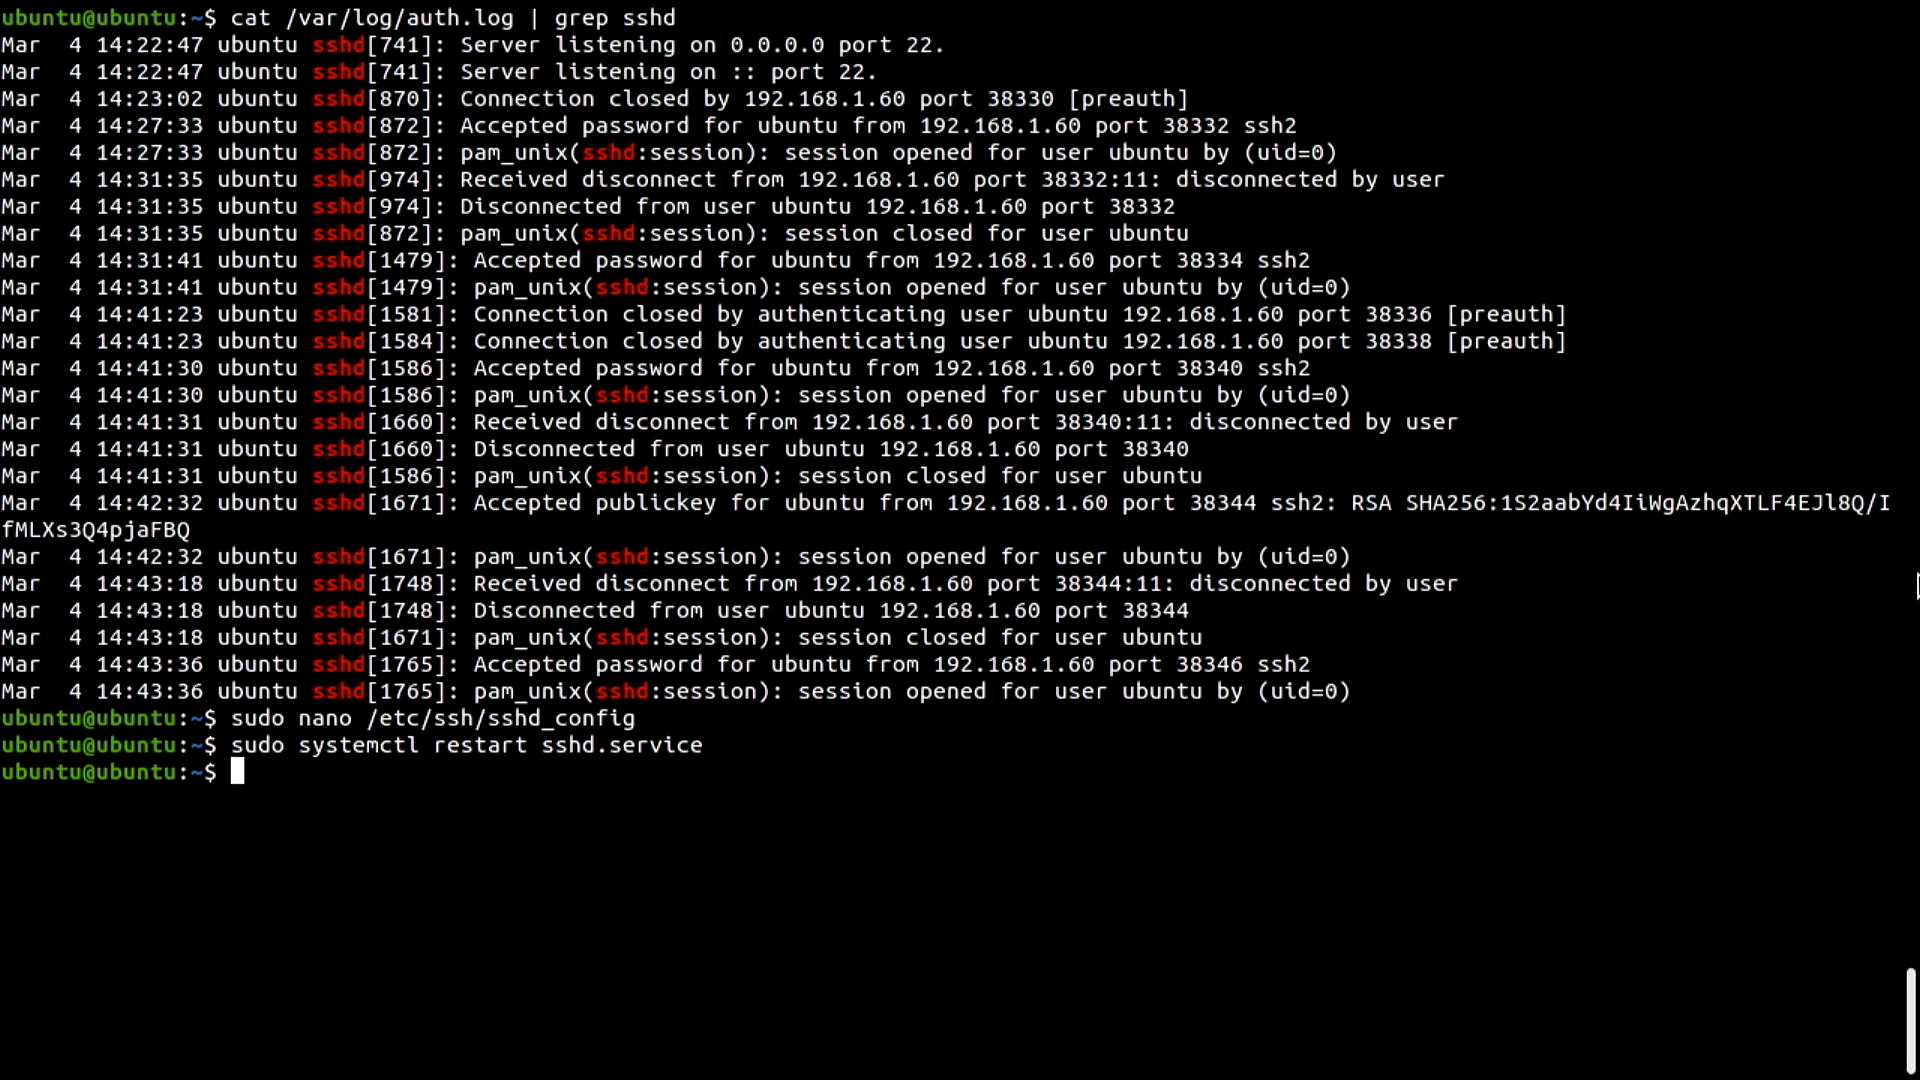 ubuntu@ubuntu:~$ cat /var/log/auth.log | grep sshd
Mar  4 14:22:47 ubuntu sshd[741]: Server listening on 0.0.0.0 port 22.
Mar  4 14:22:47 ubuntu sshd[741]: Server listening on :: port 22.
Mar  4 14:23:02 ubuntu sshd[870]: Connection closed by 192.168.1.60 port 38330 [preauth]
Mar  4 14:27:33 ubuntu sshd[872]: Accepted password for ubuntu from 192.168.1.60 port 38332 ssh2
Mar  4 14:27:33 ubuntu sshd[872]: pam_unix(sshd:session): session opened for user ubuntu by (uid=0)
Mar  4 14:31:35 ubuntu sshd[974]: Received disconnect from 192.168.1.60 port 38332:11: disconnected by user
Mar  4 14:31:35 ubuntu sshd[974]: Disconnected from user ubuntu 192.168.1.60 port 38332
Mar  4 14:31:35 ubuntu sshd[872]: pam_unix(sshd:session): session closed for user ubuntu
Mar  4 14:31:41 ubuntu sshd[1479]: Accepted password for ubuntu from 192.168.1.60 port 38334 ssh2
Mar  4 14:31:41 ubuntu sshd[1479]: pam_unix(sshd:session): session opened for user ubuntu by (uid=0)
Mar  4 14:41:23 ubuntu sshd[1581]: Connection closed by authenticating user ubuntu 192.168.1.60 port 38336 [preauth]
Mar  4 14:41:23 ubuntu sshd[1584]: Connection closed by authenticating user ubuntu 192.168.1.60 port 38338 [preauth]
Mar  4 14:41:30 ubuntu sshd[1586]: Accepted password for ubuntu from 192.168.1.60 port 38340 ssh2
Mar  4 14:41:30 ubuntu sshd[1586]: pam_unix(sshd:session): session opened for user ubuntu by (uid=0)
Mar  4 14:41:31 ubuntu sshd[1660]: Received disconnect from 192.168.1.60 port 38340:11: disconnected by user
Mar  4 14:41:31 ubuntu sshd[1660]: Disconnected from user ubuntu 192.168.1.60 port 38340
Mar  4 14:41:31 ubuntu sshd[1586]: pam_unix(sshd:session): session closed for user ubuntu
Mar  4 14:42:32 ubuntu sshd[1671]: Accepted publickey for ubuntu from 192.168.1.60 port 38344 ssh2: RSA SHA256:1S2aabYd4IiWgAzhqXTLF4EJl8Q/I
fMLXs3Q4pjaFBQ
Mar  4 14:42:32 ubuntu sshd[1671]: pam_unix(sshd:session): session opened for user ubuntu by (uid=0)
Mar  4 14:43:18 ubuntu sshd[1748]: Received disconnect from 192.168.1.60 port 38344:11: disconnected by user
Mar  4 14:43:18 ubuntu sshd[1748]: Disconnected from user ubuntu 192.168.1.60 port 38344
Mar  4 14:43:18 ubuntu sshd[1671]: pam_unix(sshd:session): session closed for user ubuntu
Mar  4 14:43:36 ubuntu sshd[1765]: Accepted password for ubuntu from 192.168.1.60 port 38346 ssh2
Mar  4 14:43:36 ubuntu sshd[1765]: pam_unix(sshd:session): session opened for user ubuntu by (uid=0)
ubuntu@ubuntu:~$ sudo nano /etc/ssh/sshd_config
ubuntu@ubuntu:~$ sudo systemctl restart sshd.service
ubuntu@ubuntu:~$